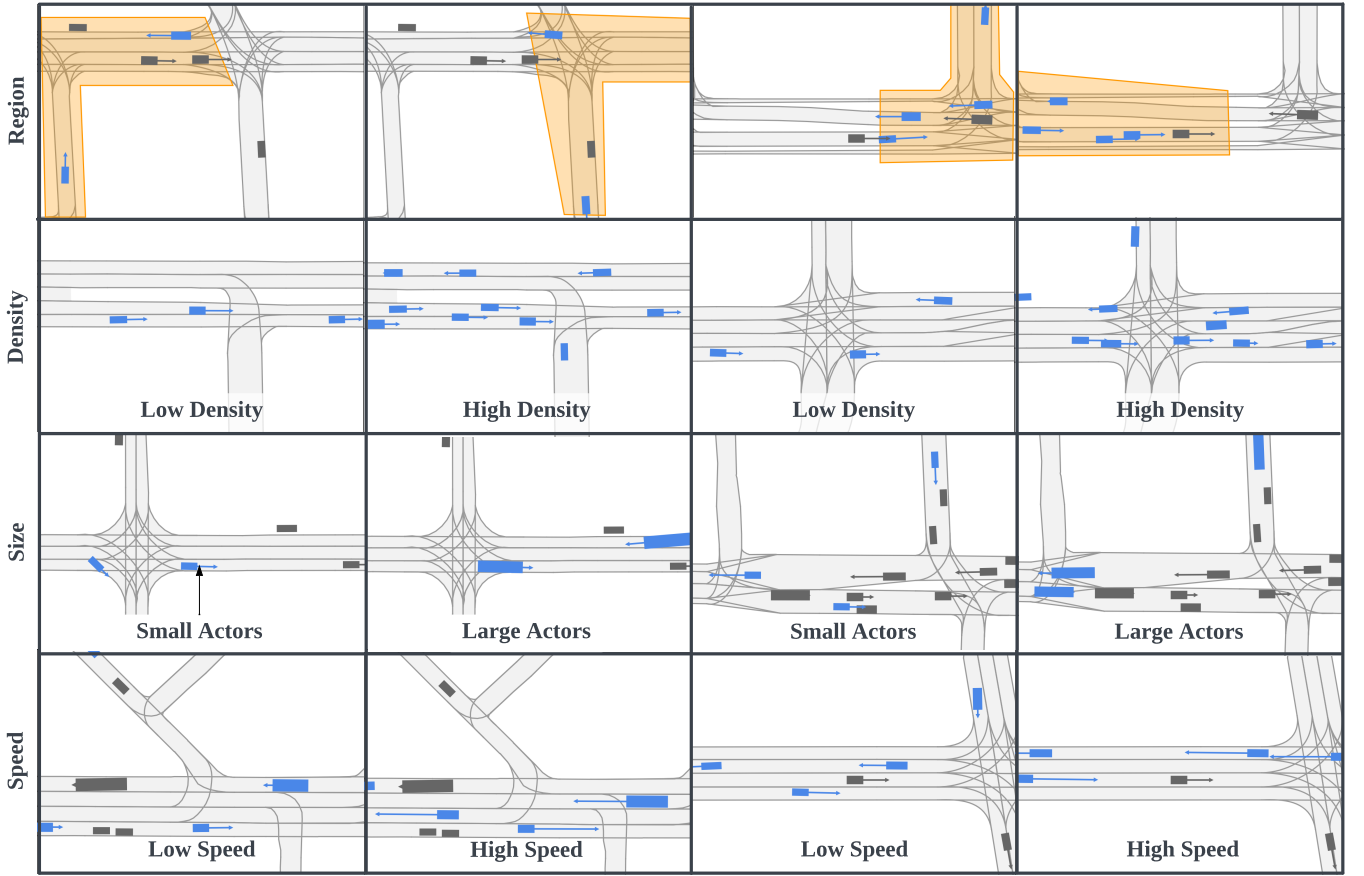 Region
Density
Low Density
High Density
Low Density
High Density
Size
Small Actors
Large Actors
Small Actors
Large Actors
Speed
Low Speed
High Speed
Low Speed
High Speed